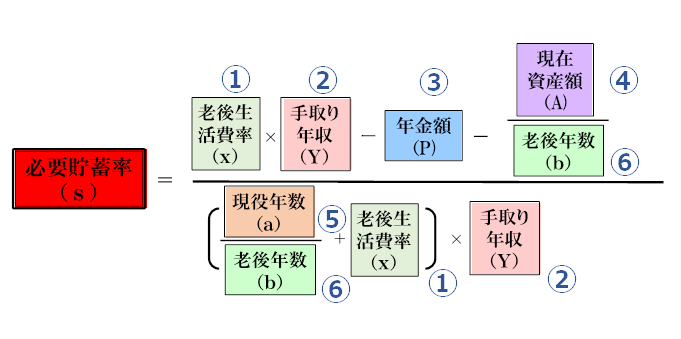 ① ② ③ ④
現在
資産額
(A)
老後生
活費率
(x)
×
手取り
年収
(Y)
－
年金額
(P)
－
老後年数
(b)
⑥
必要貯蓄率
(s)
＝
現役年数
(a)
⑤
老後年数
(b)
⑥
+
老後生
活費率
(x)
①
×
手取り
年収
(Y)
②